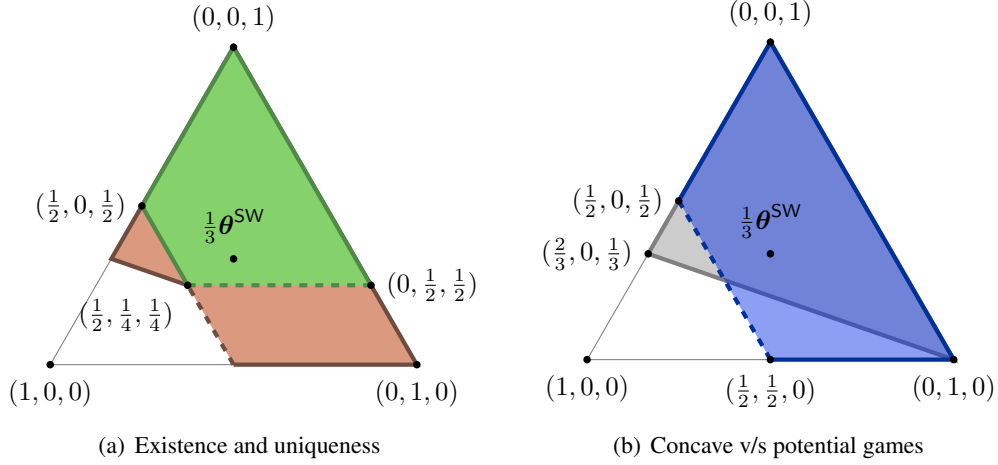 (0, 0, 1)
(1/2, 0, 1/2)
1/3 θ^SW
(0, 1/2, 1/2)
(1/2, 1/4, 1/4)
(1, 0, 0)
(0, 1, 0)
(a) Existence and uniqueness
(0, 0, 1)
(1/2, 0, 1/2)
1/3 θ^SW
(2/3, 0, 1/3)
(1, 0, 0)
(1/2, 1/2, 0)
(0, 1, 0)
(b) Concave v/s potential games